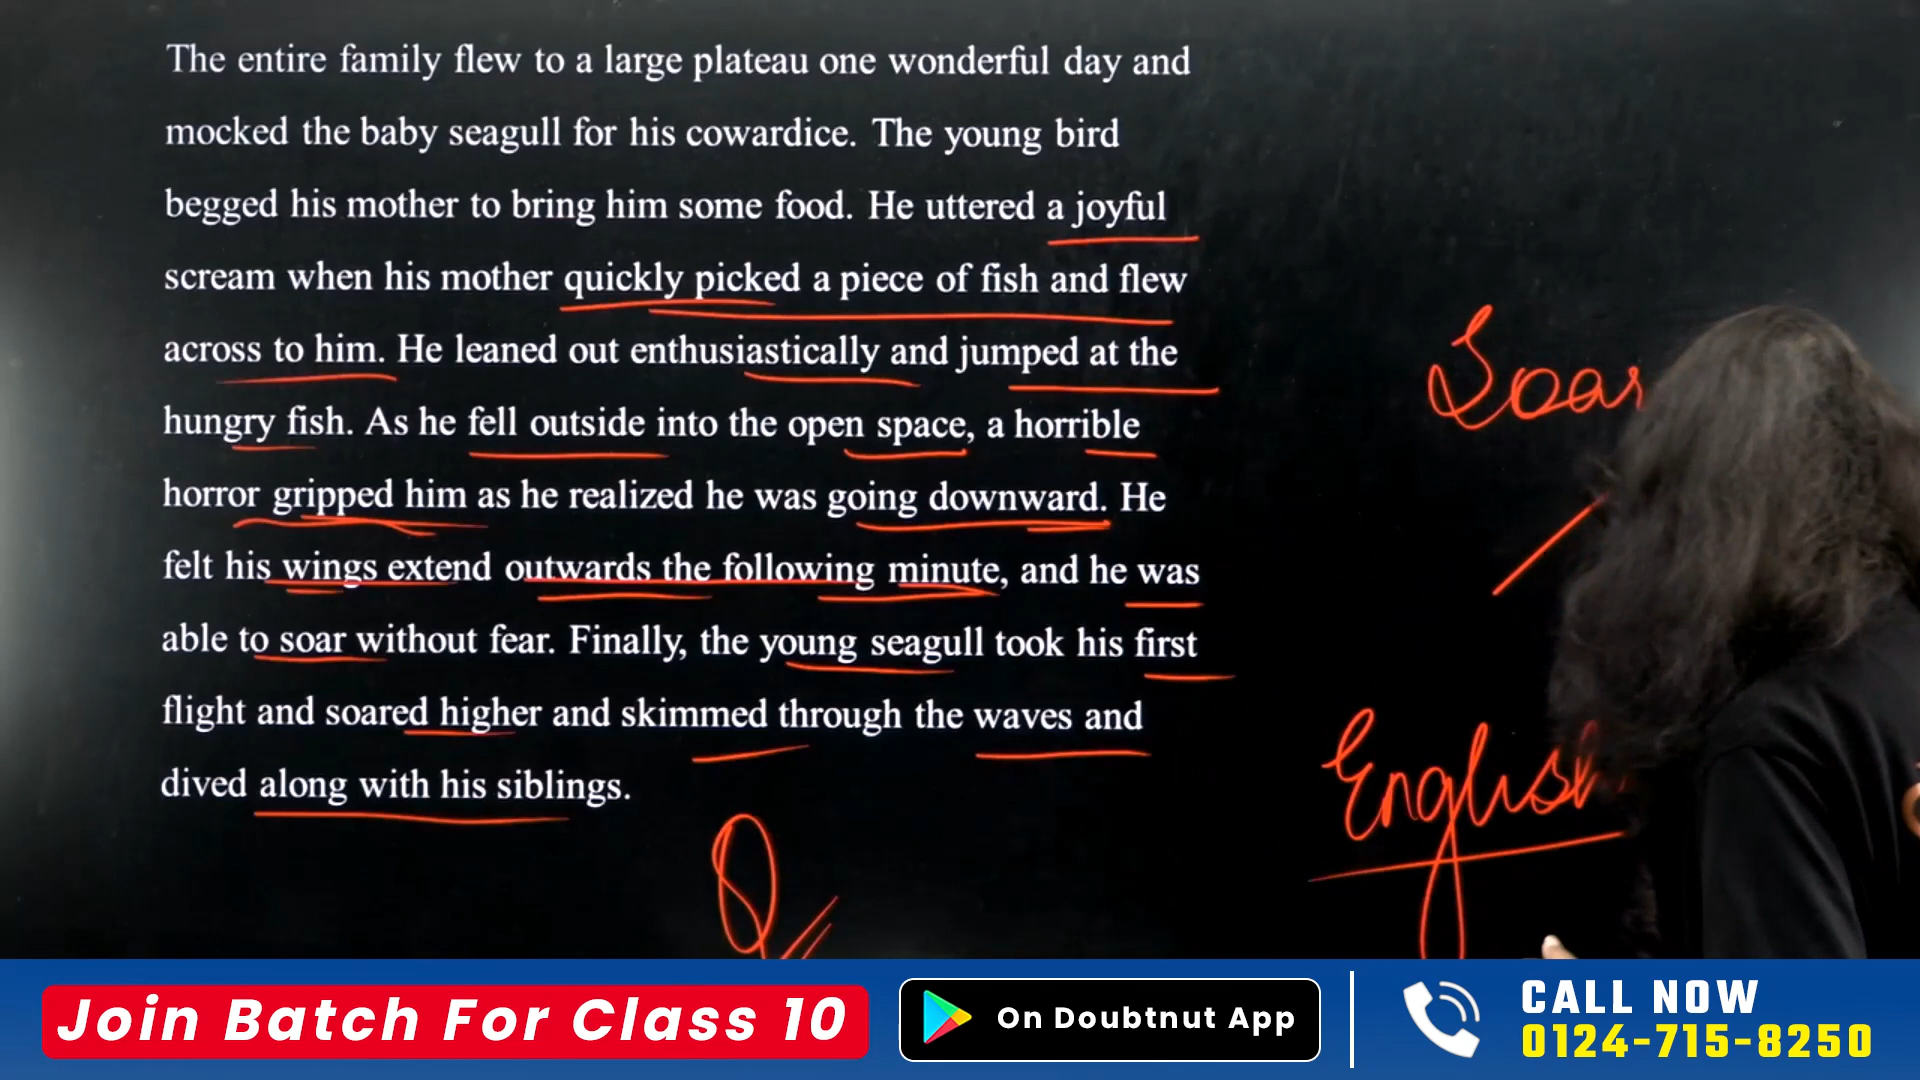 The entire family flew to a large plateau one wonderful day and
mocked the baby seagull for his cowardice. The young bird
begged his mother to bring him some food. He uttered a joyful
scream when his mother quickly picked a piece of fish and flew
across to him. He leaned out enthusiastically and jumped at the
hungry fish. As he fell outside into the open space, a horrible
horror gripped him as he realized he was going downward. He
felt his wings extend outwards the following minute, and he was
able to soar without fear. Finally, the young seagull took his first
flight and soared higher and skimmed through the waves and
dived along with his siblings.
Soar
English
Q
Join Batch For Class 10
On Doubtnut App
CALL NOW
0124-715-8250